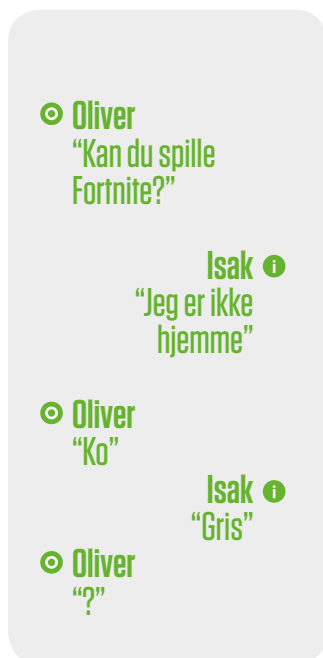 Oliver
“Kan du spille
Fortnite?”
Isak
“Jeg er ikke
hjemme”
Oliver
“Ko”
Isak
“Gris”
Oliver
“?”